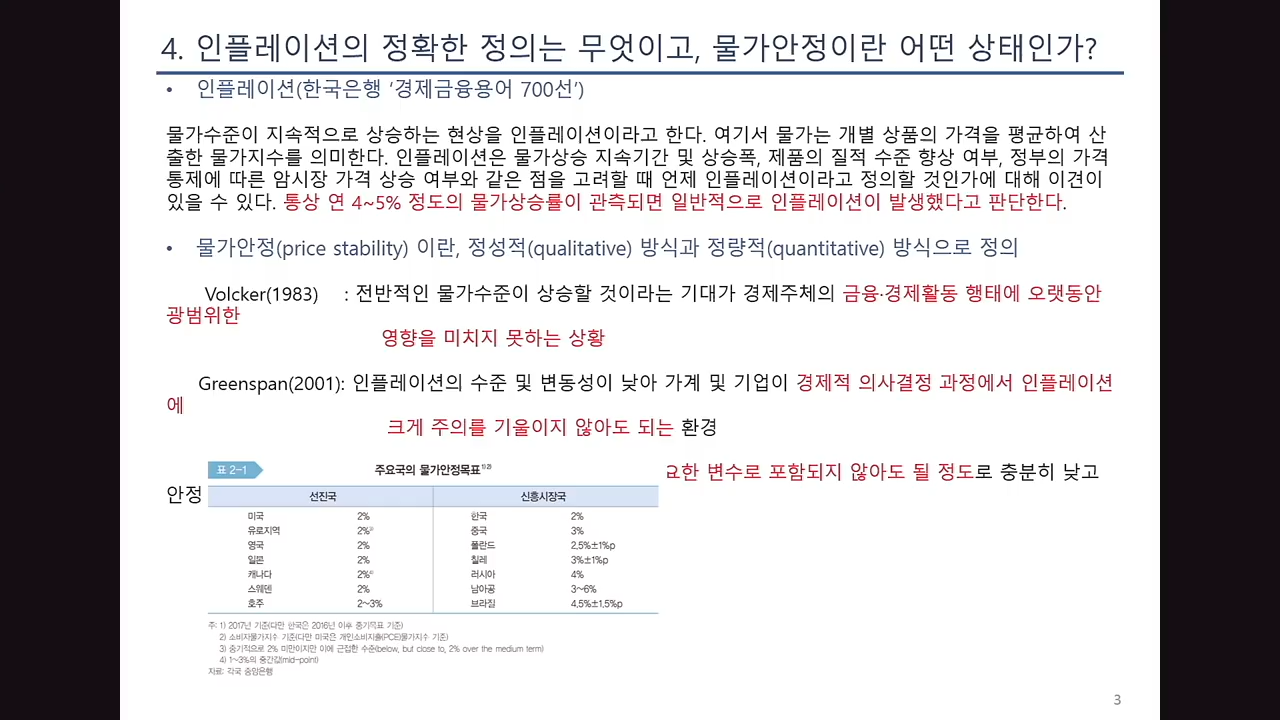 4. 인플레이션의 정확한 정의는 무엇이고, 물가안정이란 어떤 상태인가?
• 인플레이션(한국은행 ‘경제금융용어 700선’)
물가수준이 지속적으로 상승하는 현상을 인플레이션이라고 한다. 여기서 물가는 개별 상품의 가격을 평균하여 산
출한 물가지수를 의미한다. 인플레이션은 물가상승 지속기간 및 상승폭, 제품의 질적 수준 향상 여부, 정부의 가격
통제에 따른 암시장 가격 상승 여부와 같은 점을 고려할 때 언제 인플레이션이라고 정의할 것인가에 대해 이견이
있을 수 있다. 통상 연 4~5% 정도의 물가상승률이 관측되면 일반적으로 인플레이션이 발생했다고 판단한다.
• 물가안정(price stability) 이란, 정성적(qualitative) 방식과 정량적(quantitative) 방식으로 정의
Volcker(1983) : 전반적인 물가수준이 상승할 것이라는 기대가 경제주체의 금융·경제활동 행태에 오랫동안
광범위한
영향을 미치지 못하는 상황
Greenspan(2001): 인플레이션의 수준 및 변동성이 낮아 가계 및 기업이 경제적 의사결정 과정에서 인플레이션
에
크게 주의를 기울이지 않아도 되는 환경
요한 변수로 포함되지 않아도 될 정도로 충분히 낮고
안정
표 2-1 주요국의 물가안정목표1)2)
선진국 신흥시장국
미국 2% 한국 2%
유로지역 2%3) 중국 3%
영국 2% 폴란드 2.5%±1%p
일본 2% 칠레 3%±1%p
캐나다 2%4) 러시아 4%
스웨덴 2% 남아공 3~6%
호주 2~3% 브라질 4.5%±1.5%p
주: 1) 2017년 기준(다만 한국은 2016년 이후 중기목표 기준)
2) 소비자물가지수 기준(다만 미국은 개인소비지출(PCE)물가지수 기준)
3) 중기적으로 2% 미만이지만 이에 근접한 수준(below, but close to, 2% over the medium term)
4) 1~3%의 중간값(mid-point)
자료: 각국 중앙은행
3